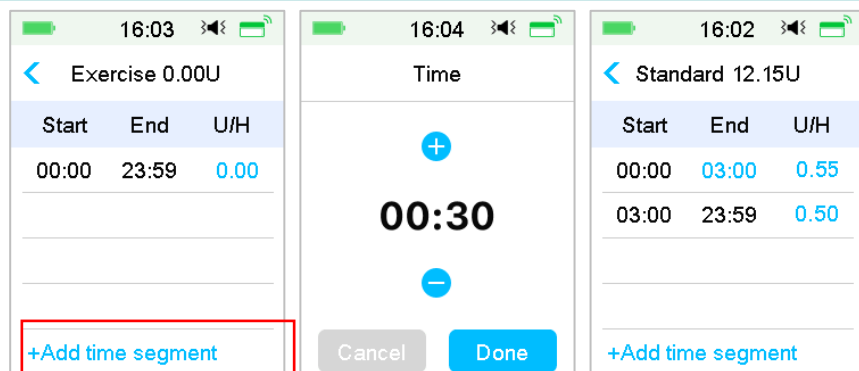 16:03
Exercise 0.00U
Start End U/H
00:00 23:59 0.00
+Add time segment
16:04
Time
00:30
Cancel Done
16:02
Standard 12.15U
Start End U/H
00:00 03:00 0.55
03:00 23:59 0.50
+Add time segment